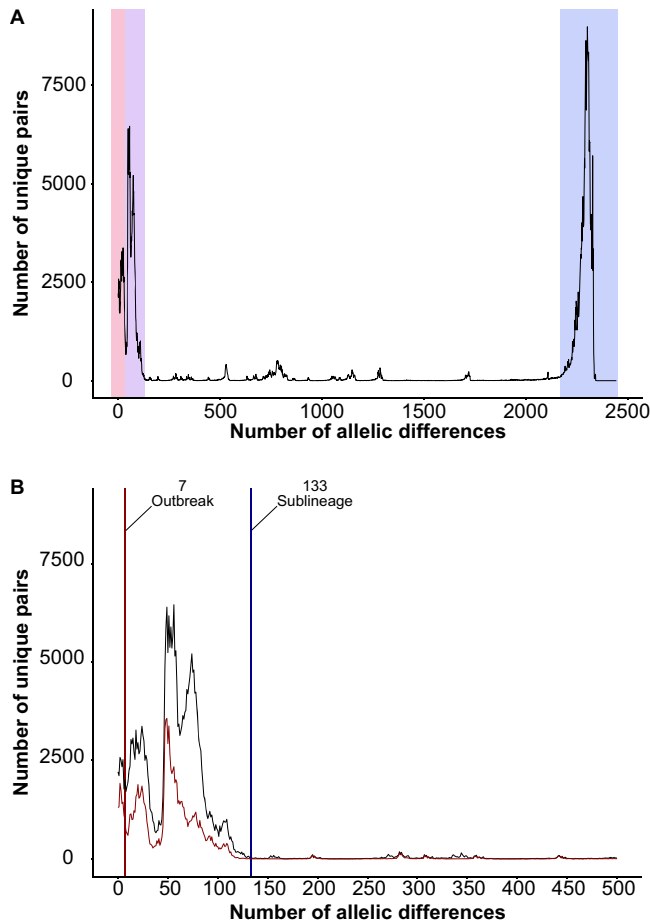 A
Number of unique pairs
7500
5000
2500
0
0 500 1000 1500 2000 2500
Number of allelic differences
B
7 133
Outbreak Sublineage
Number of unique pairs
7500
5000
2500
0
0 50 100 150 200 250 300 350 400 450 500
Number of allelic differences